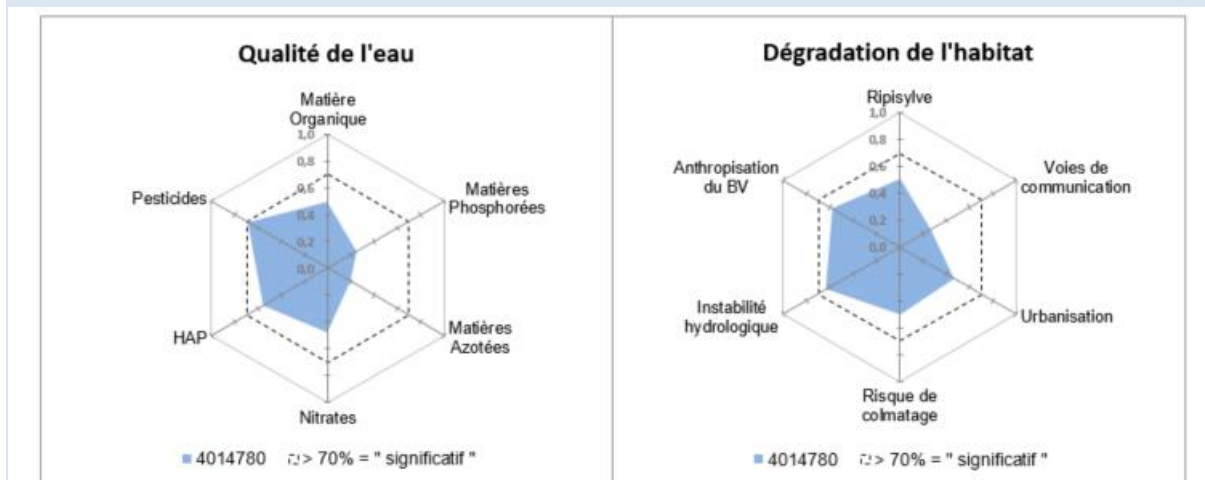 Qualité de l'eau
Matière
Organique
1,0
0,8
0,6
0,4
0,2
0,0
Pesticides
Matières
Phosphorées
HAP
Matières
Azotées
Nitrates
4014780 > 70% = " significatif "
Dégradation de l'habitat
Ripisylve
1,0
0,8
0,6
0,4
0,2
0,0
Anthropisation
du BV
Voies de
communication
Instabilité
hydrologique
Urbanisation
Risque de
colmatage
4014780 > 70% = " significatif "